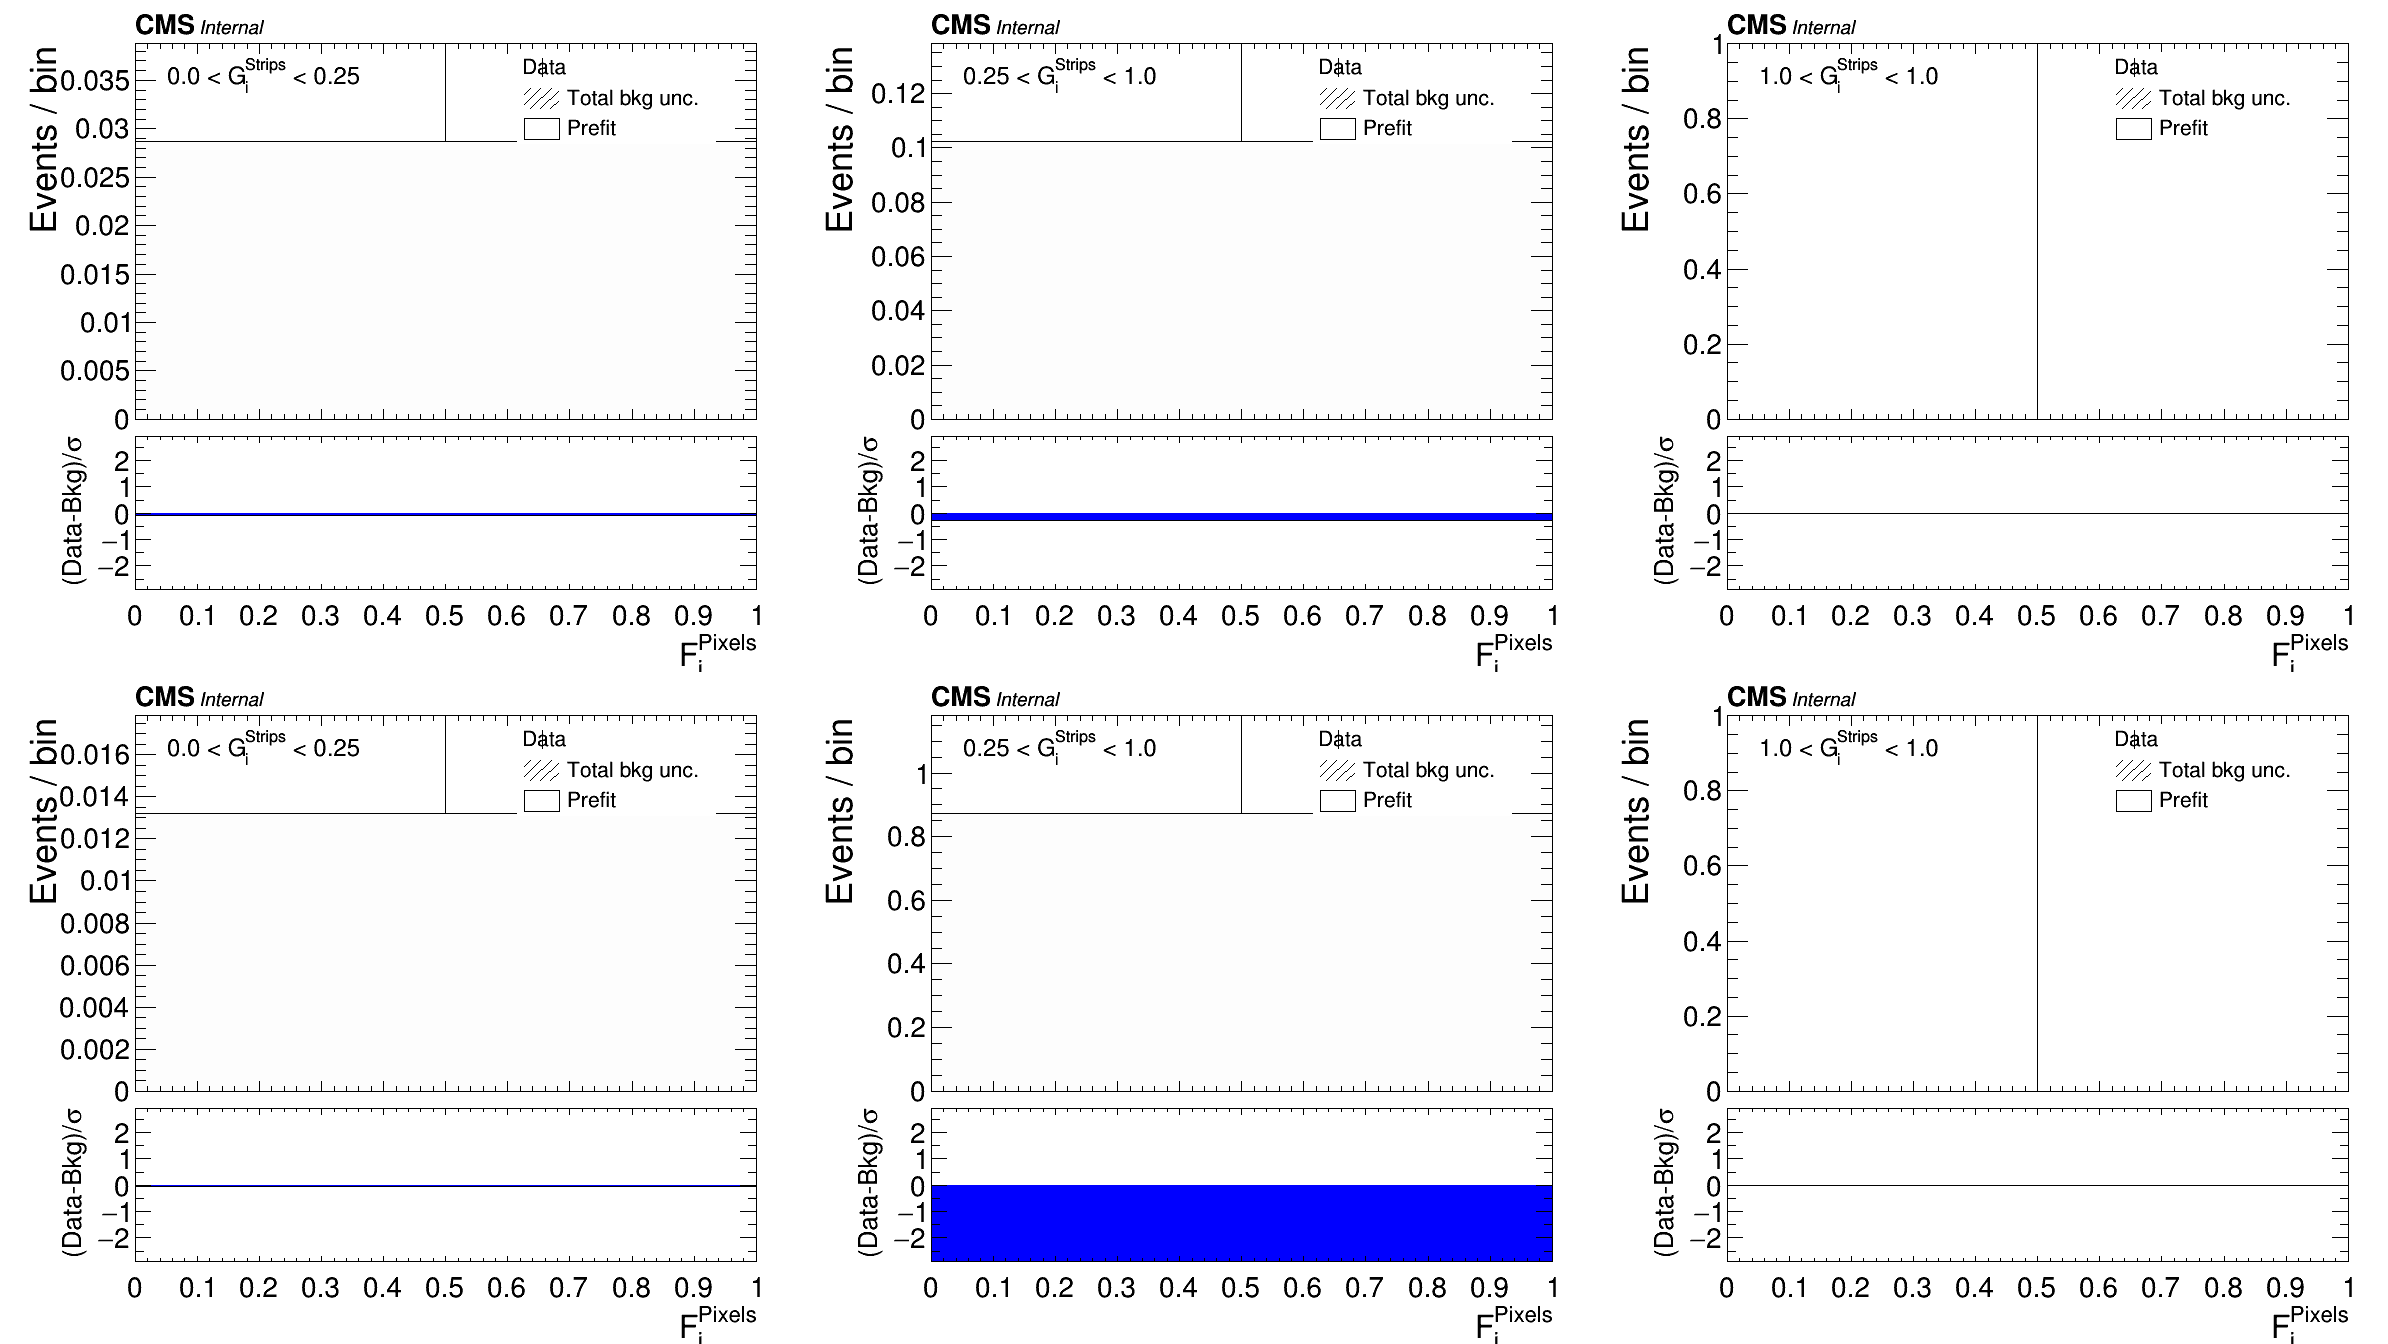 CMS Internal
Events / bin
0.0 < G_i^Strips < 0.25
Data
Total bkg unc.
Prefit
0.035
0.03
0.025
0.02
0.015
0.01
0.005
0
(Data-Bkg)/σ
2
1
0
−1
−2
0 0.1 0.2 0.3 0.4 0.5 0.6 0.7 0.8 0.9 1
F_i^Pixels
CMS Internal
Events / bin
0.25 < G_i^Strips < 1.0
Data
Total bkg unc.
Prefit
0.12
0.1
0.08
0.06
0.04
0.02
0
(Data-Bkg)/σ
2
1
0
−1
−2
0 0.1 0.2 0.3 0.4 0.5 0.6 0.7 0.8 0.9 1
F_i^Pixels
CMS Internal
Events / bin
1.0 < G_i^Strips < 1.0
Data
Total bkg unc.
Prefit
1
0.8
0.6
0.4
0.2
0
(Data-Bkg)/σ
2
1
0
−1
−2
0 0.1 0.2 0.3 0.4 0.5 0.6 0.7 0.8 0.9 1
F_i^Pixels
CMS Internal
Events / bin
0.0 < G_i^Strips < 0.25
Data
Total bkg unc.
Prefit
0.016
0.014
0.012
0.01
0.008
0.006
0.004
0.002
0
(Data-Bkg)/σ
2
1
0
−1
−2
0 0.1 0.2 0.3 0.4 0.5 0.6 0.7 0.8 0.9 1
F_i^Pixels
CMS Internal
Events / bin
0.25 < G_i^Strips < 1.0
Data
Total bkg unc.
Prefit
1
0.8
0.6
0.4
0.2
0
(Data-Bkg)/σ
2
1
0
−1
−2
0 0.1 0.2 0.3 0.4 0.5 0.6 0.7 0.8 0.9 1
F_i^Pixels
CMS Internal
Events / bin
1.0 < G_i^Strips < 1.0
Data
Total bkg unc.
Prefit
1
0.8
0.6
0.4
0.2
0
(Data-Bkg)/σ
2
1
0
−1
−2
0 0.1 0.2 0.3 0.4 0.5 0.6 0.7 0.8 0.9 1
F_i^Pixels